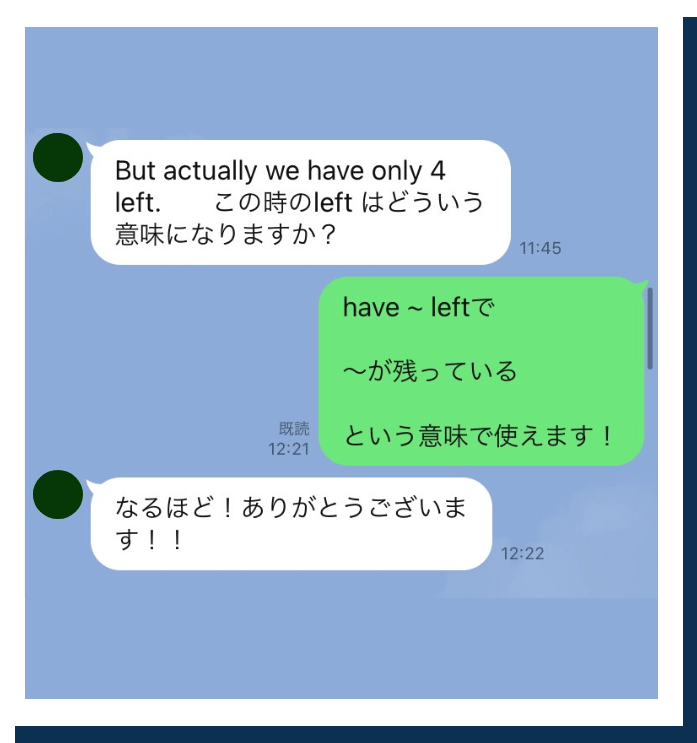 But actually we have only 4
left.　　この時のleft はどういう
意味になりますか？
11:45
have ~ leftで
〜が残っている
という意味で使えます！
既読
12:21
なるほど！ありがとうございま
す！！
12:22